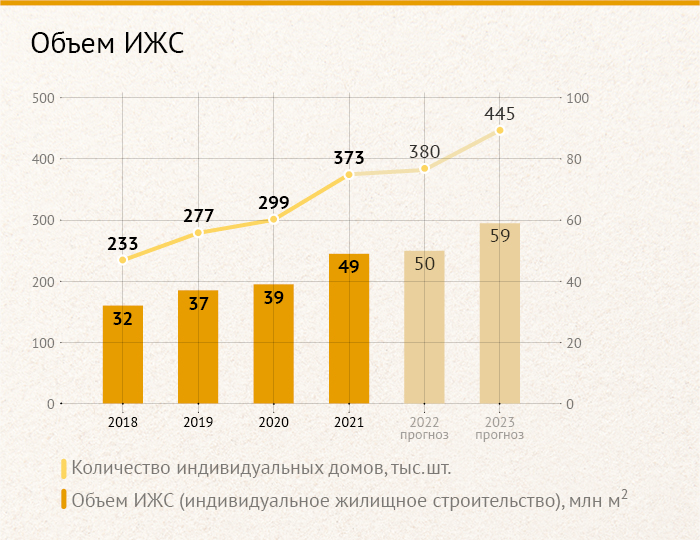 Объем ИЖС
500 100
445
400 373 380 80
299
277
300 233 60
59
49 50
200 39 40
37
32
100 20
0 0
2018 2019 2020 2021 2022 2023
прогноз прогноз
Количество индивидуальных домов, тыс. шт.
Объем ИЖС (индивидуальное жилищное строительство), млн м²